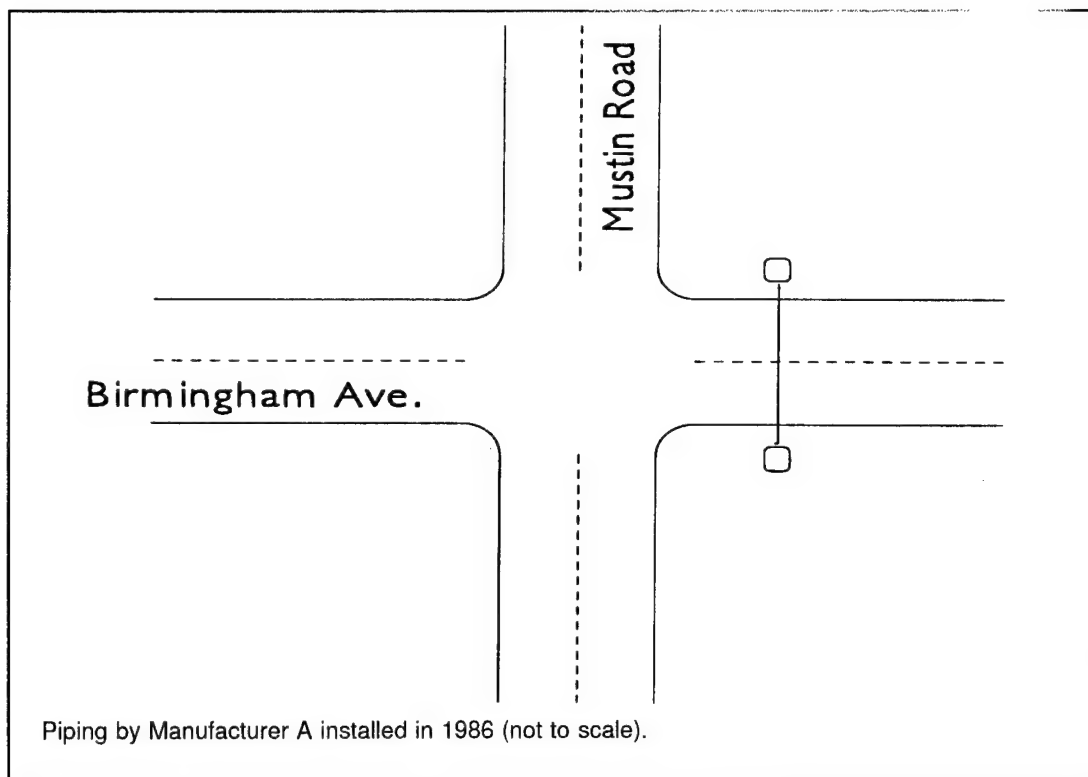 Mustin Road
Birmingham Ave.
Piping by Manufacturer A installed in 1986 (not to scale).